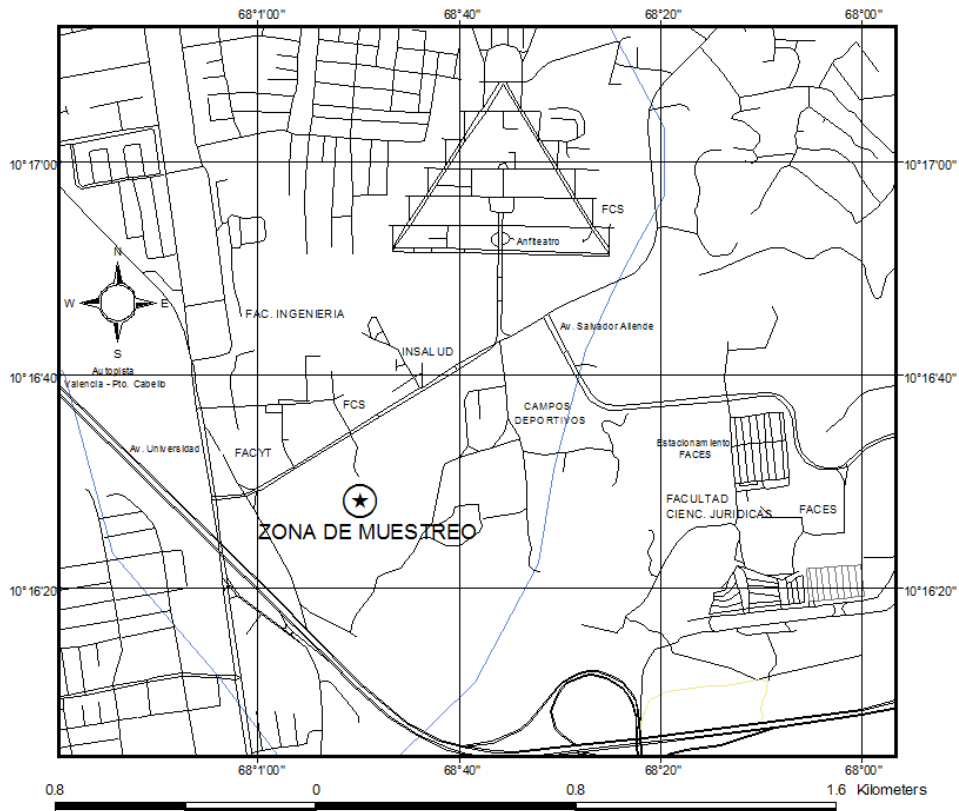 68°1'00" 68°40" 68°20" 68°00"
10°17'00" 10°17'00"
FCS
Anfiteatro
N
W E
S
FAC. INGENIERIA
Av. Salvador Allende
INSALUD
Autopista
Valencia - Pto. Cabello
10°16'40" 10°16'40"
FCS
CAMPOS
DEPORTIVOS
Av. Universidad
FACYT
Estacionamiento
FACES
FACULTAD
CIENC. JURIDICAS
FACES
ZONA DE MUESTREO
10°16'20" 10°16'20"
68°1'00" 68°40" 68°20" 68°00"
0.8 0 0.8 1.6 Kilometers